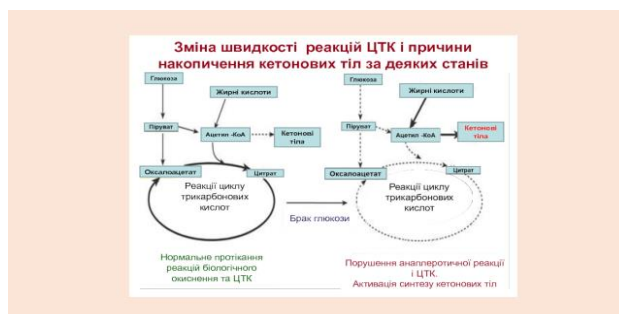 Зміна швидкості реакцій ЦТК і причини
накопичення кетонових тіл за деяких станів
Глюкоза
Жирні кислоти
Піруват
Ацетил -КоА
Кетонові
тіла
Оксалоацетат
Цитрат
Реакції циклу
трикарбонових
кислот
Нормальне протікання
реакцій біологічного
окиснення та ЦТК
Брак глюкози
Глюкоза
Жирні кислоти
Піруват
Ацетил -КоА
Кетонові
тіла
Оксалоацетат
Цитрат
Реакції циклу
трикарбонових
кислот
Порушення анаплеротичної реакції
і ЦТК.
Активація синтезу кетонових тіл